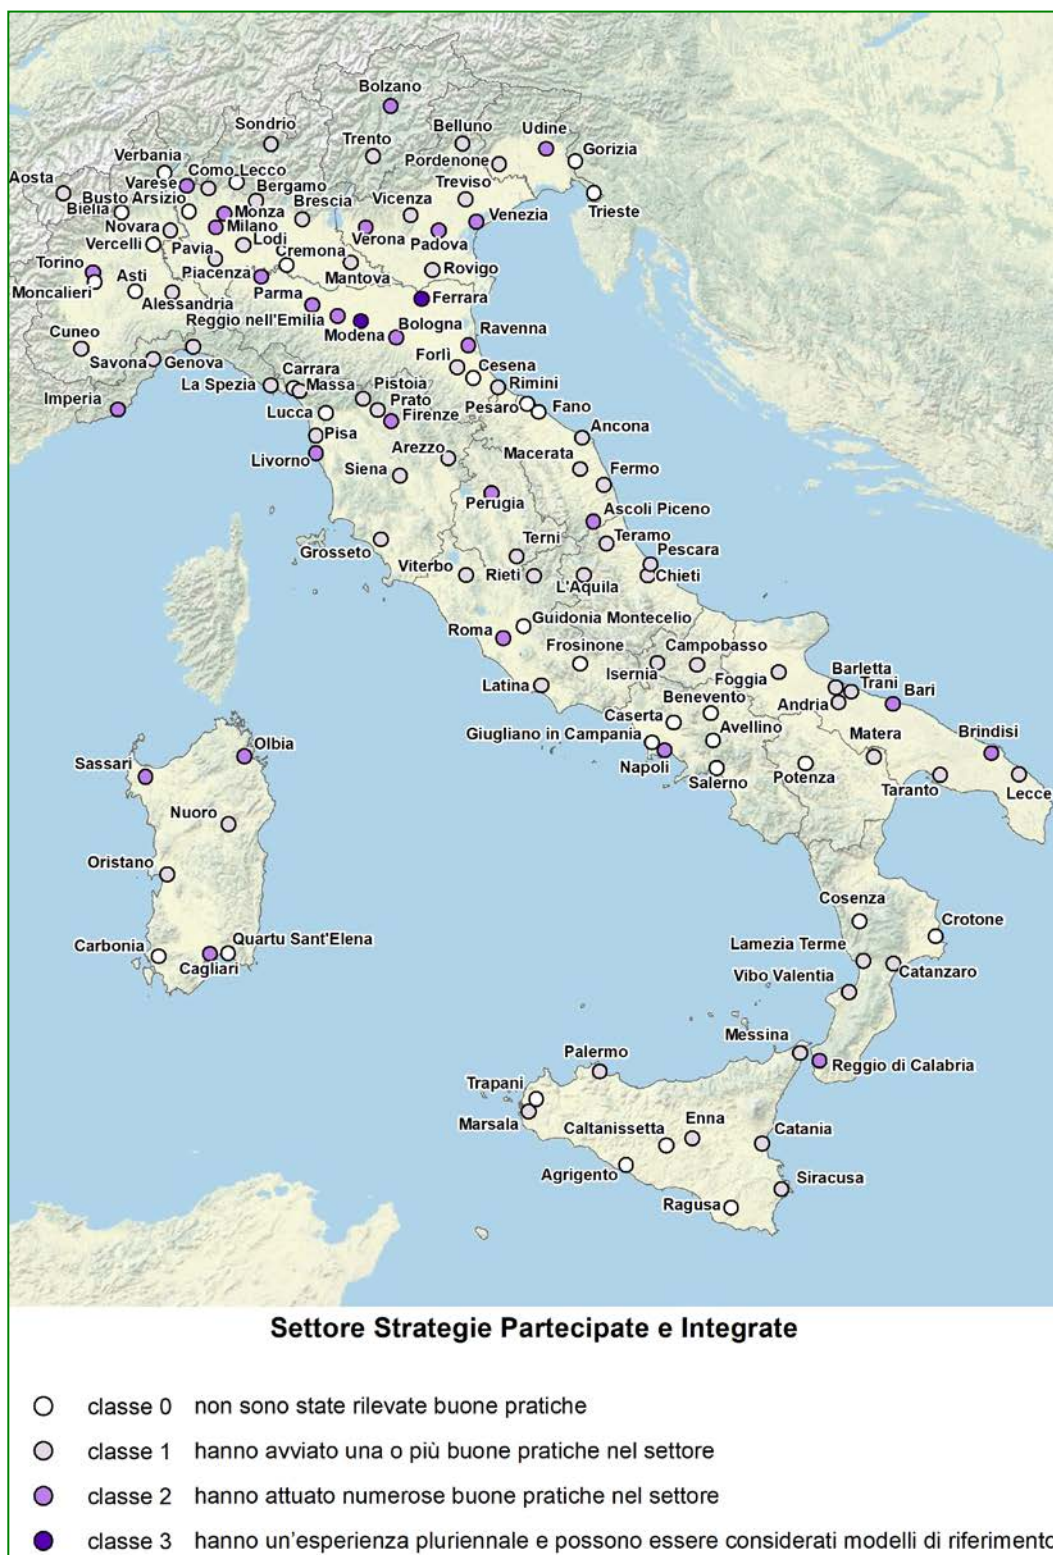 Bolzano
Sondrio
Trento
Belluno
Udine
Gorizia
Pordenone
Verbania
Como
Lecco
Aosta
Varese
Bergamo
Treviso
Busto Arsizio
Biella
Monza
Brescia
Vicenza
Venezia
Trieste
Novara
Milano
Verona
Padova
Vercelli
Pavia
Lodi
Cremona
Torino
Asti
Piacenza
Mantova
Rovigo
Moncalieri
Alessandria
Parma
Ferrara
Reggio nell'Emilia
Cuneo
Modena
Bologna
Ravenna
Savona
Genova
Forlì
Cesena
Carrara
La Spezia
Massa
Pistoia
Rimini
Imperia
Prato
Lucca
Firenze
Pesaro
Fano
Pisa
Ancona
Arezzo
Livorno
Siena
Macerata
Fermo
Perugia
Ascoli Piceno
Grosseto
Terni
Teramo
Pescara
Viterbo
Rieti
L'Aquila
Chieti
Guidonia Montecelio
Roma
Frosinone
Campobasso
Isernia
Latina
Foggia
Barletta
Trani
Benevento
Andria
Bari
Caserta
Giugliano in Campania
Avellino
Matera
Brindisi
Olbia
Sassari
Napoli
Salerno
Potenza
Taranto
Lecce
Nuoro
Oristano
Cosenza
Crotone
Carbonia
Quartu Sant'Elena
Cagliari
Lamezia Terme
Catanzaro
Vibo Valentia
Messina
Palermo
Reggio di Calabria
Trapani
Marsala
Enna
Caltanissetta
Catania
Agrigento
Siracusa
Ragusa
Settore Strategie Partecipate e Integrate
classe 0 non sono state rilevate buone pratiche
classe 1 hanno avviato una o più buone pratiche nel settore
classe 2 hanno attuato numerose buone pratiche nel settore
classe 3 hanno un'esperienza pluriennale e possono essere considerati modelli di riferimento